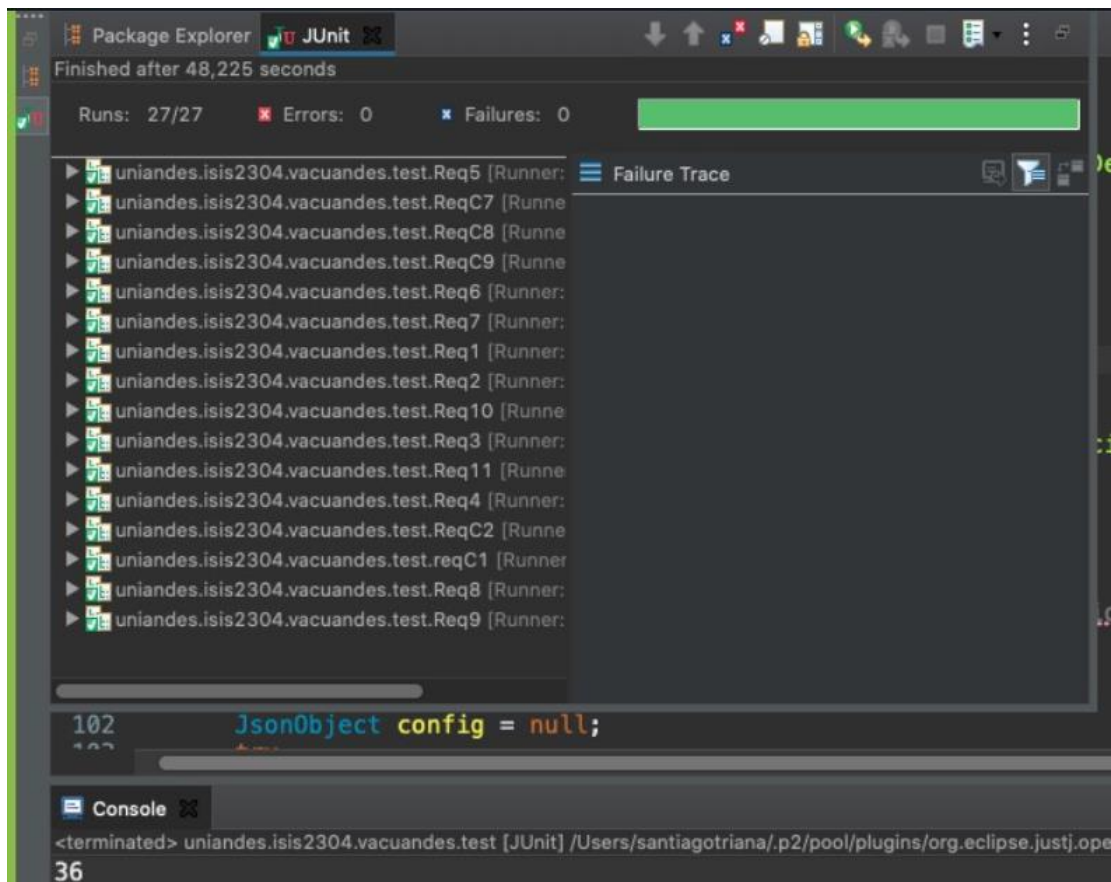 Package Explorer JUnit
Finished after 48,225 seconds
Runs: 27/27 Errors: 0 Failures: 0
uniandes.isis2304.vacuandes.test.Req5 [Runner:
Failure Trace
uniandes.isis2304.vacuandes.test.ReqC7 [Runne
uniandes.isis2304.vacuandes.test.ReqC8 [Runne
uniandes.isis2304.vacuandes.test.ReqC9 [Runne
uniandes.isis2304.vacuandes.test.Req6 [Runner:
uniandes.isis2304.vacuandes.test.Req7 [Runner:
uniandes.isis2304.vacuandes.test.Req1 [Runner:
uniandes.isis2304.vacuandes.test.Req2 [Runner:
uniandes.isis2304.vacuandes.test.Req10 [Runne
uniandes.isis2304.vacuandes.test.Req3 [Runner:
uniandes.isis2304.vacuandes.test.Req11 [Runne
uniandes.isis2304.vacuandes.test.Req4 [Runner:
uniandes.isis2304.vacuandes.test.ReqC2 [Runne
uniandes.isis2304.vacuandes.test.reqC1 [Runner
uniandes.isis2304.vacuandes.test.Req8 [Runner:
uniandes.isis2304.vacuandes.test.Req9 [Runner:
102 JsonObject config = null;
Console
<terminated> uniandes.isis2304.vacuandes.test [JUnit] /Users/santiagotriana/.p2/pool/plugins/org.eclipse.justj.ope
36